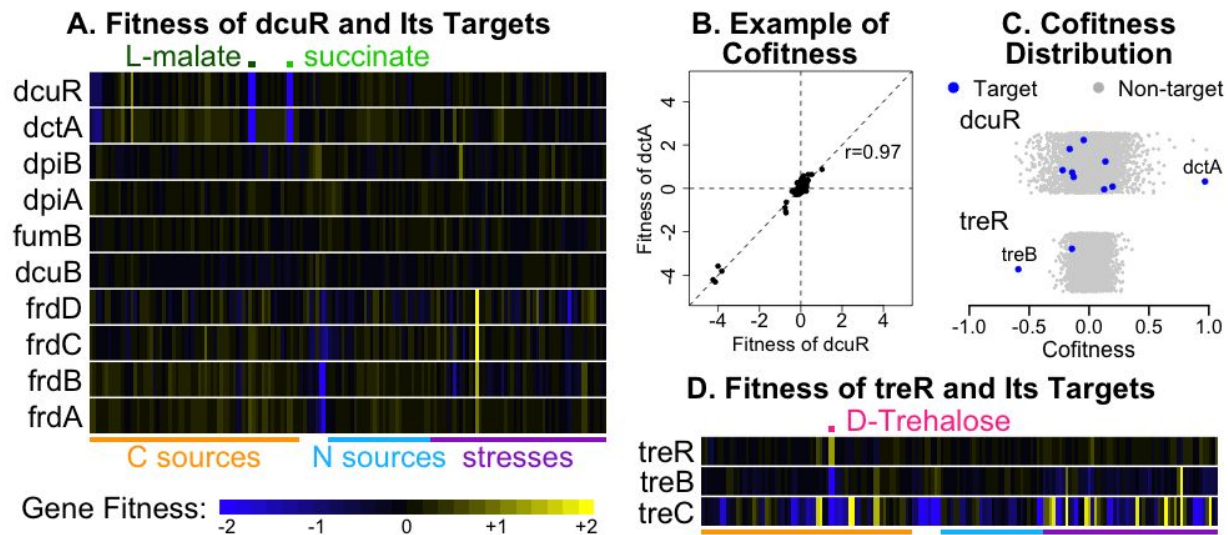 A. Fitness of dcuR and Its Targets
L-malate
succinate
dcuR
dctA
dpiB
dpiA
fumB
dcuB
frdD
frdC
frdB
frdA
C sources
N sources
stresses
Gene Fitness:
-2
-1
0
+1
+2
B. Example of
Cofitness
Fitness of dctA
4
2
0
-2
-4
r=0.97
-4
-2
0
2
4
Fitness of dcuR
C. Cofitness
Distribution
Target
Non-target
dcuR
dctA
treR
treB
-1.0
-0.5
0.0
0.5
1.0
Cofitness
D. Fitness of treR and Its Targets
D-Trehalose
treR
treB
treC